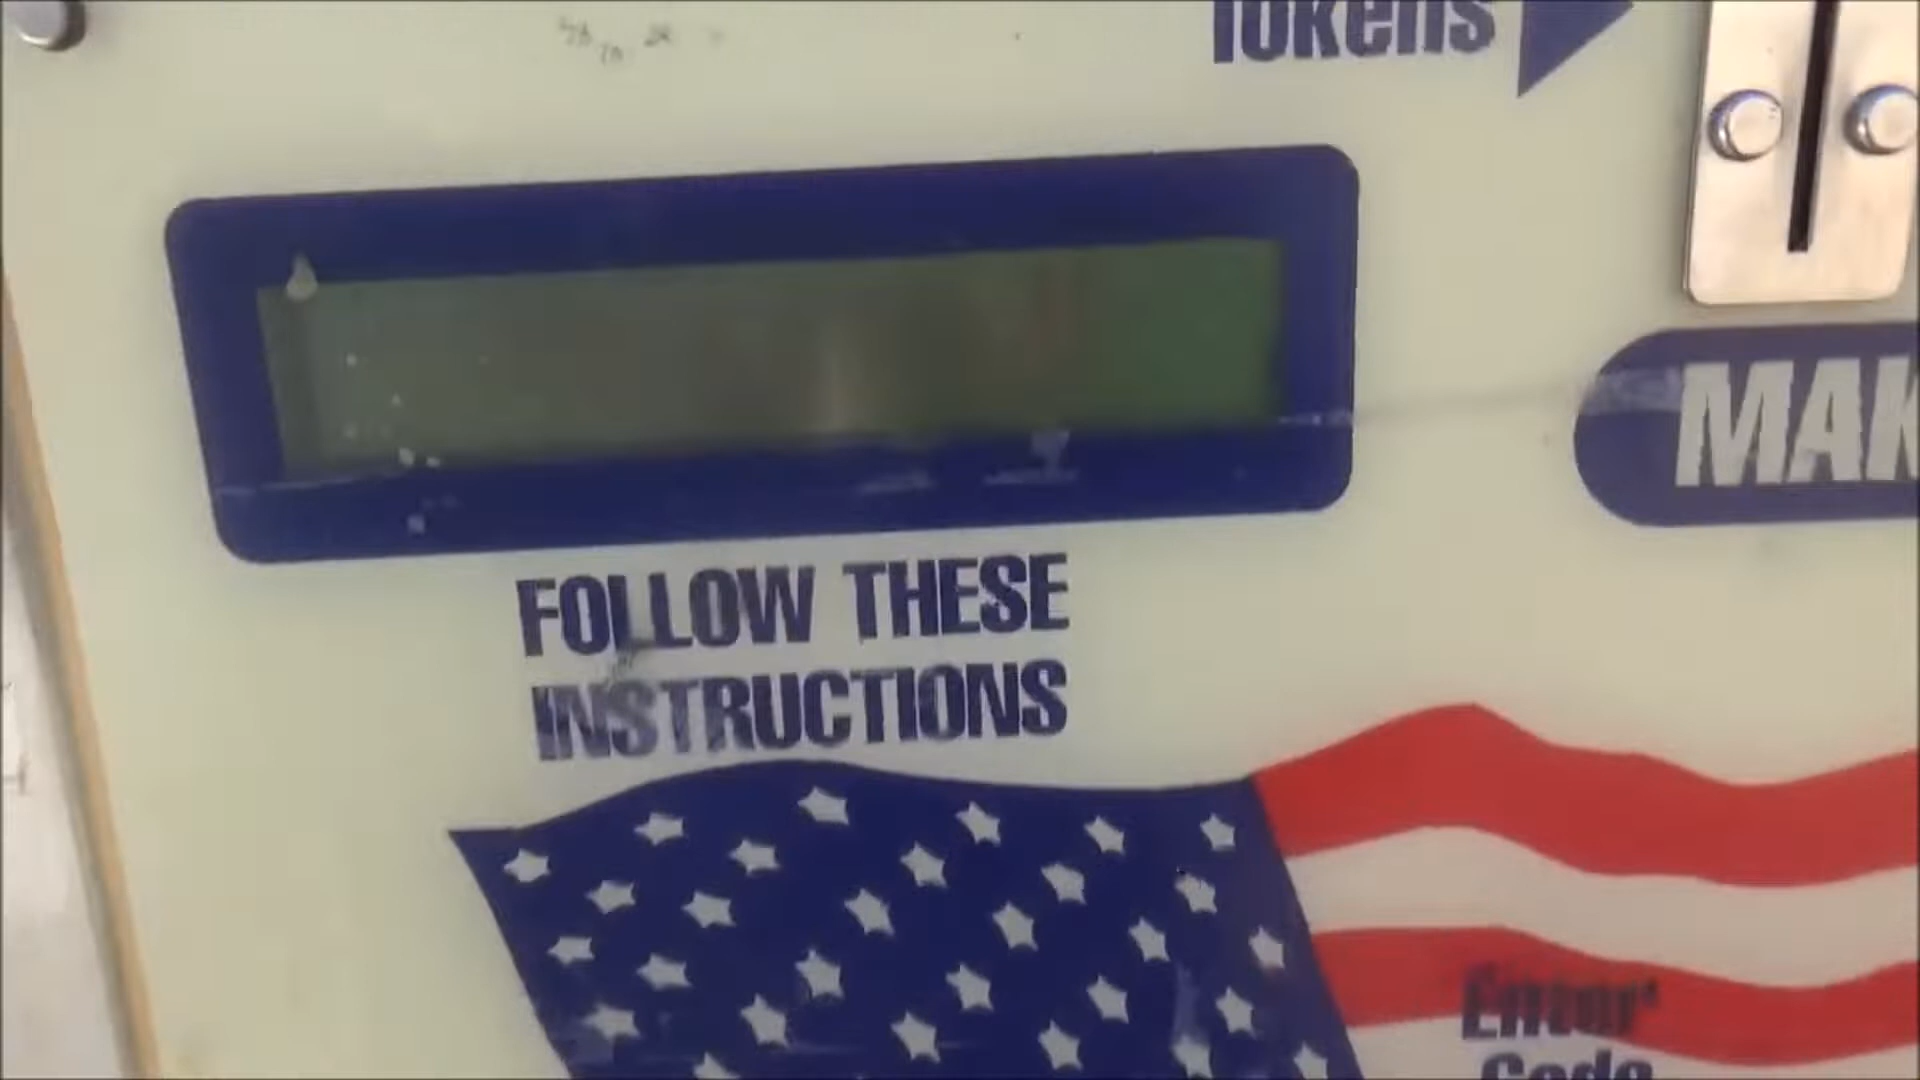 Tokens
MAK
FOLLOW THESE
INSTRUCTIONS
Enter
Code